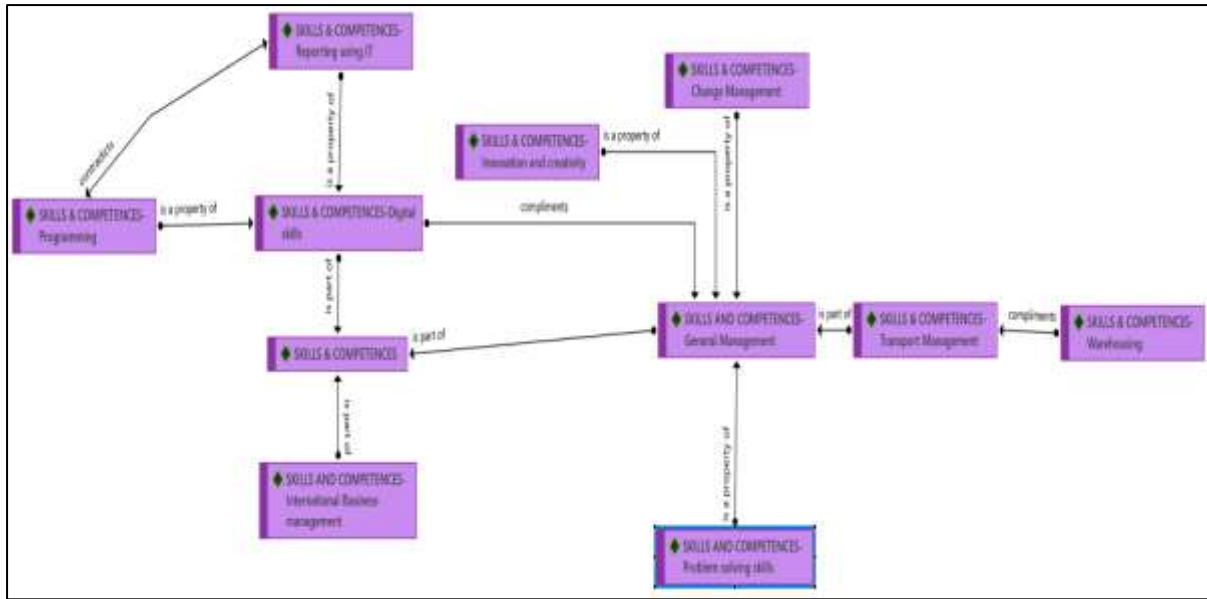 SKILLS & COMPETENCES-
Reporting using IT
SKILLS & COMPETENCES-
Change Management
contradicts
is a property of
SKILLS & COMPETENCES-
Innovation and creativity
is a property of
is a property of
SKILLS & COMPETENCES-
Programming
is a property of
SKILLS & COMPETENCES-Digital
skills
compliments
is part of
SKILLS AND COMPETENCES-
General Management
is part of
SKILLS & COMPETENCES-
Transport Management
compliments
SKILLS & COMPETENCES-
Warehousing
SKILLS & COMPETENCES
is part of
is part of
SKILLS AND COMPETENCES-
International Business
management
is a property of
SKILLS AND COMPETENCES-
Problem solving skills